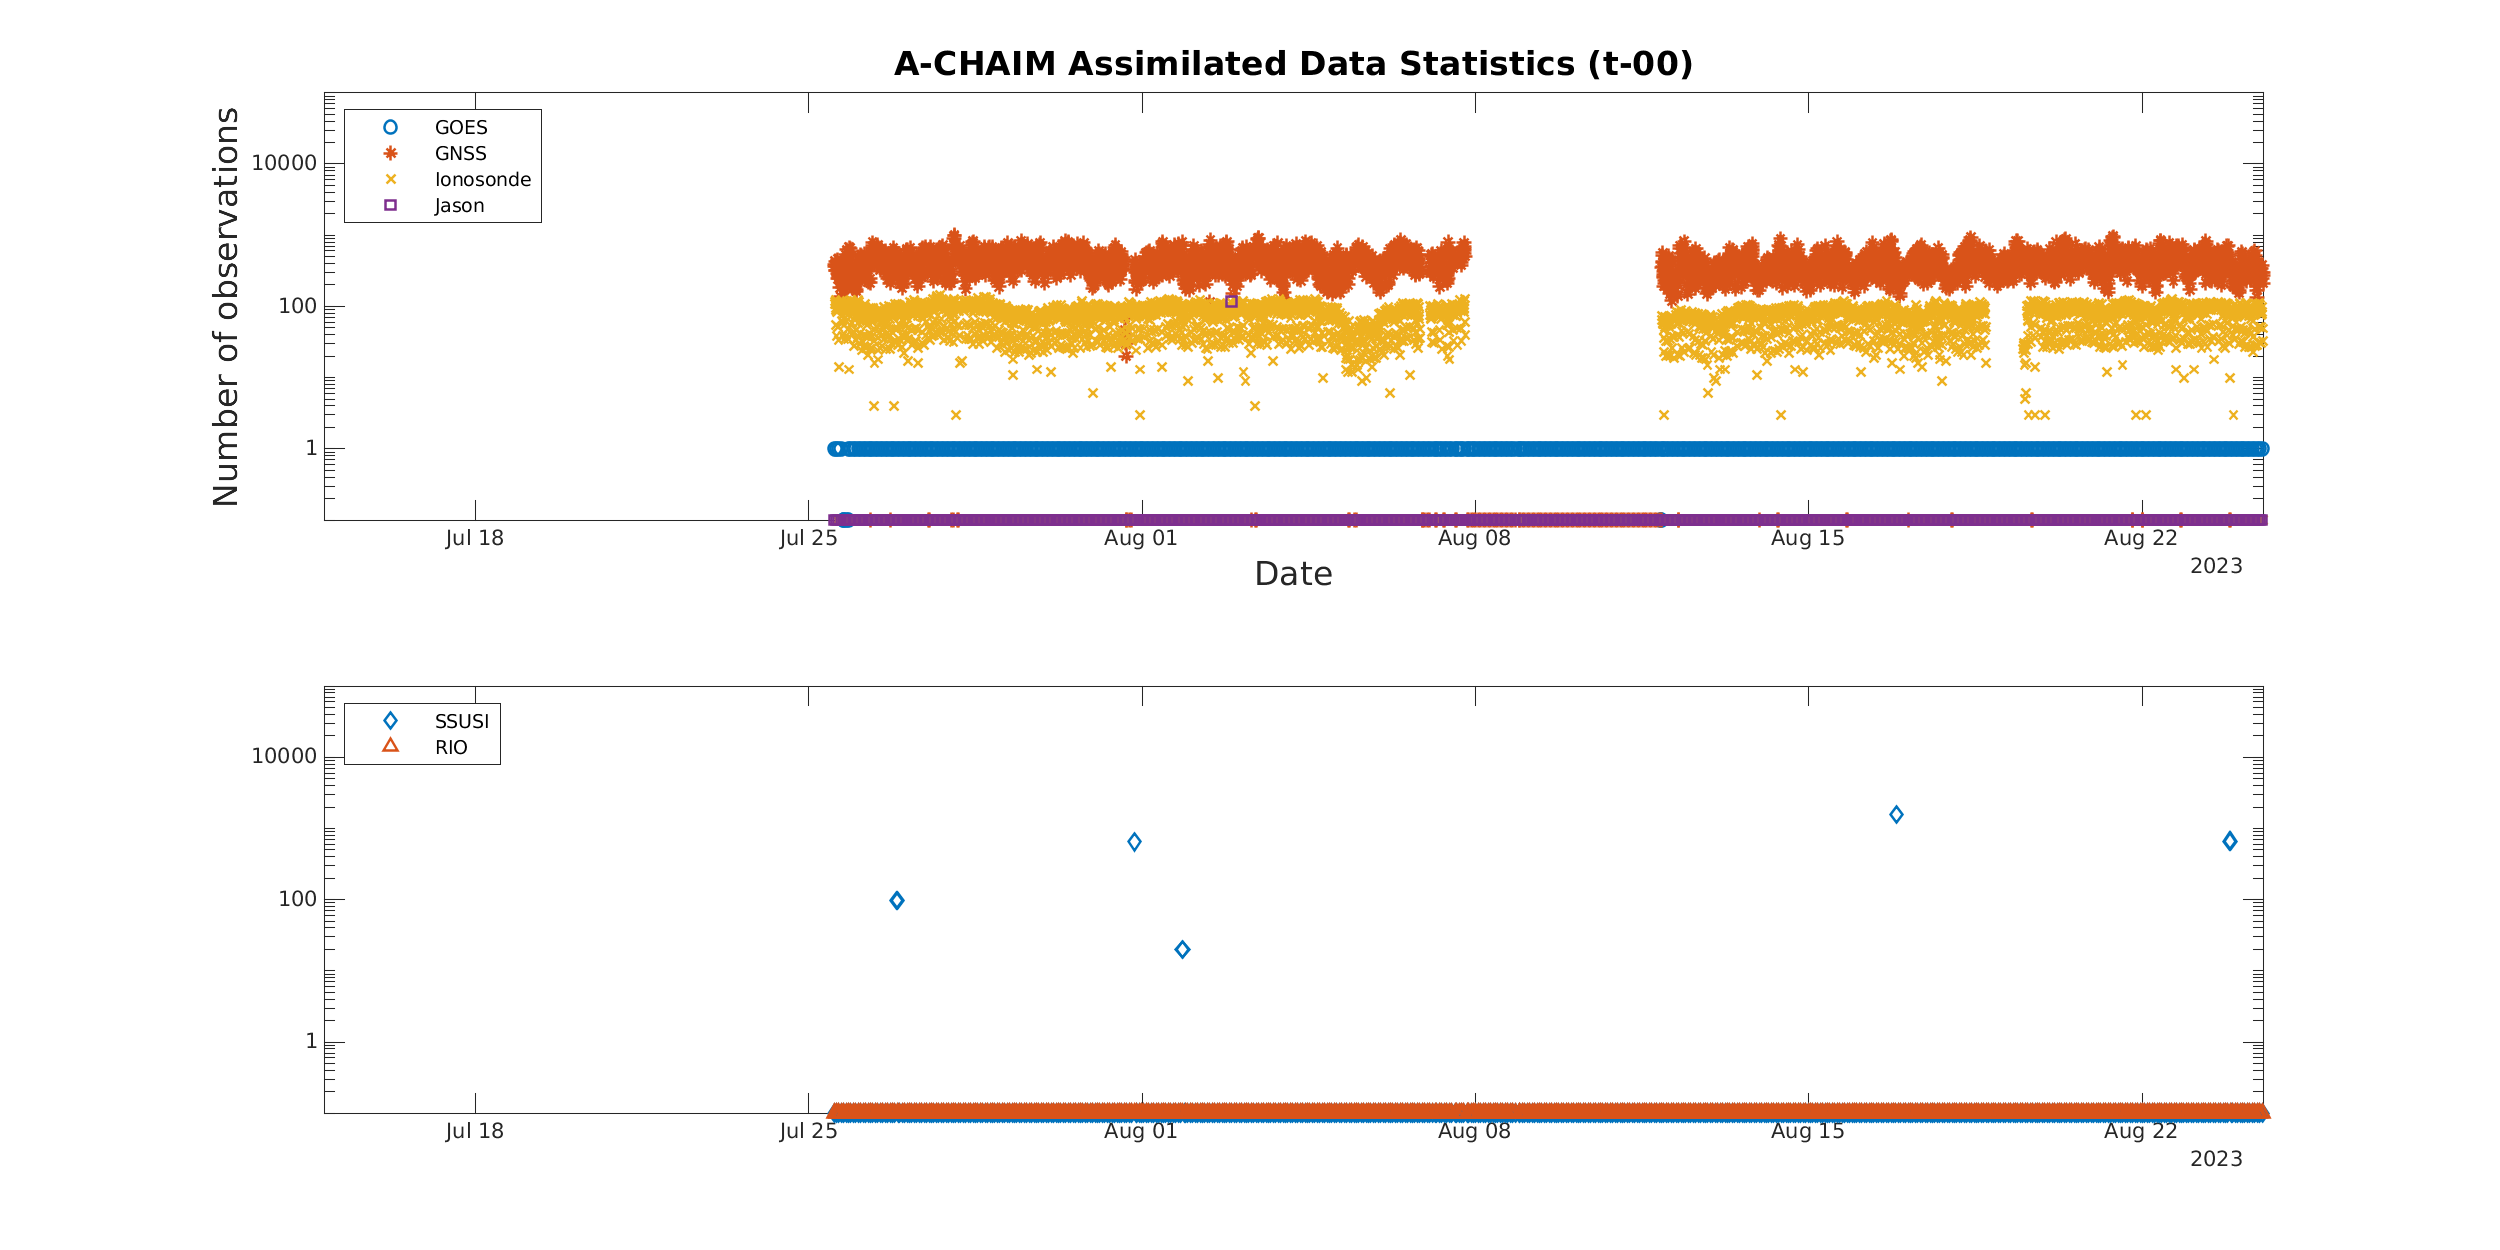 A-CHAIM Assimilated Data Statistics (t-00)
Number of observations
GOES
GNSS
Ionosonde
Jason
10000
100
1
Jul 18 Jul 25 Aug 01 Aug 08 Aug 15 Aug 22
2023
Date
SSUSI
RIO
10000
100
1
Jul 18 Jul 25 Aug 01 Aug 08 Aug 15 Aug 22
2023